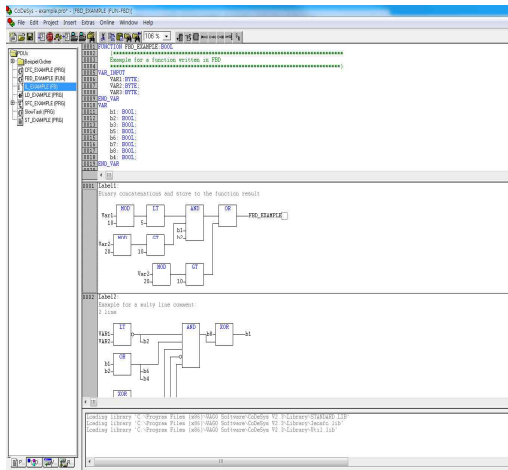 CoDeSys - example.pro* - [FBD_EXAMPLE (FUN-FBD)]
File Edit Project Insert Extras Online Window Help
106 %
POUs
CFC_EXAMPLE (PRG)
FBD_EXAMPLE (FUN)
IL_EXAMPLE (FB)
LD_EXAMPLE (PRG)
SFC_EXAMPLE (PRG)
SlowTask (PRG)
ST_EXAMPLE (PRG)
0001 FUNCTION FBD_EXAMPLE:BOOL
0002
0003 Example for a function written in FBD
0004
0005 VAR_INPUT
0006 VAR1:BYTE;
0007 VAR2:BYTE;
0008 VAR3:BYTE;
0009 END_VAR
0010 VAR
0011 b1: BOOL;
0012 b2: BOOL;
0013 b3: BOOL;
0014 b5: BOOL;
0015 b6: BOOL;
0016 b7: BOOL;
0017 b8: BOOL;
0018 b4: BOOL;
0019 END_VAR
0001 Label1:
Binary concatenations and store to the function result
MOD LT AND OR
Var1 FBD_EXAMPLE
10 5
b1
b2
MOD GT
Var2
20 10
MOD GT
Var2
20 10
0002 Label2:
Example for a multy line comment
2 line
LT AND XOR
VAR1 b8 b1
VAR2 b2
OR
b1
b2 b6
b4
XOR
Loading library 'C:\Program Files (x86)\WAGO Software\CoDeSys V2.3\Library\STANDARD.LIB'
Loading library 'C:\Program Files (x86)\WAGO Software\CoDeSys V2.3\Library\Iecsfc.lib'
Loading library 'C:\Program Files (x86)\WAGO Software\CoDeSys V2.3\Library\Util.lib'